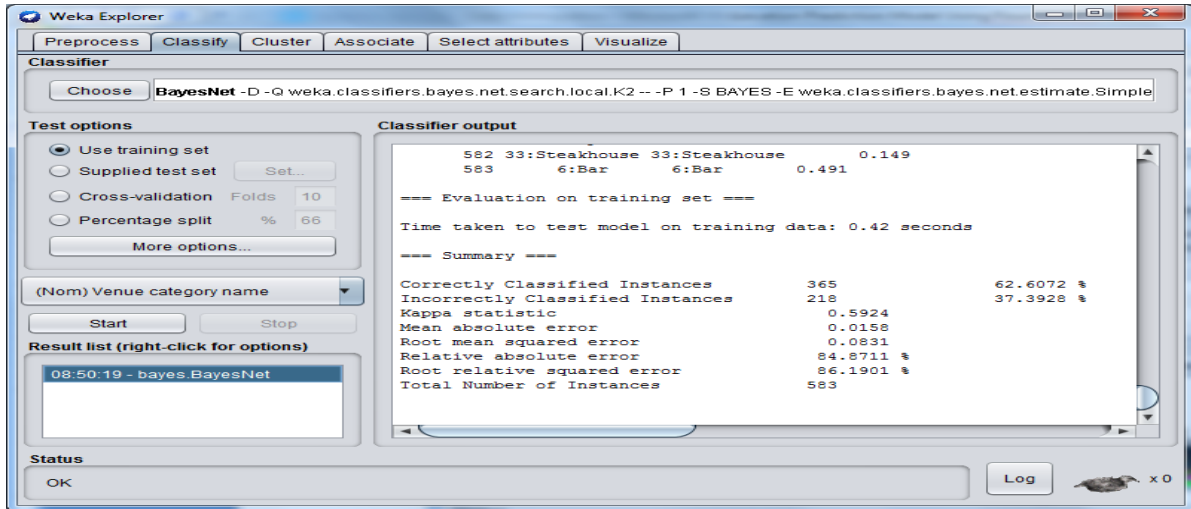 Weka Explorer
Preprocess Classify Cluster Associate Select attributes Visualize
Classifier
Choose BayesNet -D -Q weka.classifiers.bayes.net.search.local.K2 -- -P 1 -S BAYES -E weka.classifiers.bayes.net.estimate.Simple
Test options
Use training set
Supplied test set Set...
Cross-validation Folds 10
Percentage split % 66
More options...
(Nom) Venue category name
Start Stop
Result list (right-click for options)
08:50:19 - bayes.BayesNet
Classifier output
582 33:Steakhouse 33:Steakhouse 0.149
583 6:Bar 6:Bar 0.491
=== Evaluation on training set ===
Time taken to test model on training data: 0.42 seconds
=== Summary ===
Correctly Classified Instances 365 62.6072 %
Incorrectly Classified Instances 218 37.3928 %
Kappa statistic 0.5924
Mean absolute error 0.0158
Root mean squared error 0.0831
Relative absolute error 84.8711 %
Root relative squared error 86.1901 %
Total Number of Instances 583
Status
OK
Log
x 0